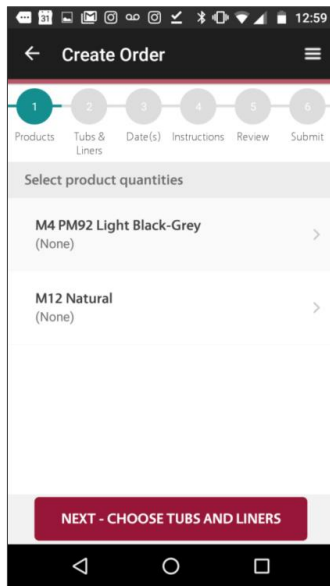 31
12:59
Create Order
1
2
3
4
5
6
Products
Tubs &
Liners
Date(s)
Instructions
Review
Submit
Select product quantities
M4 PM92 Light Black-Grey
(None)
M12 Natural
(None)
NEXT - CHOOSE TUBS AND LINERS